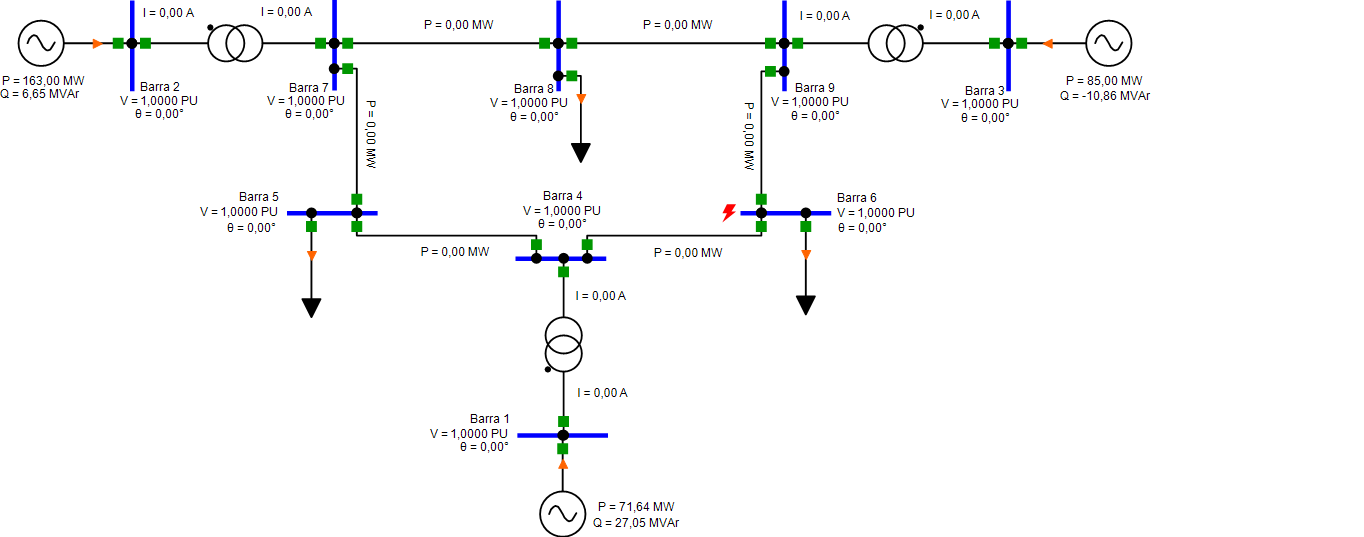 I = 0,00 A
I = 0,00 A
P = 0,00 MW
P = 0,00 MW
I = 0,00 A
I = 0,00 A
P = 163,00 MW
Q = 6,65 MVAr
Barra 2
V = 1,0000 PU
θ = 0,00°
Barra 7
V = 1,0000 PU
θ = 0,00°
Barra 8
V = 1,0000 PU
θ = 0,00°
Barra 9
V = 1,0000 PU
θ = 0,00°
Barra 3
V = 1,0000 PU
θ = 0,00°
P = 85,00 MW
Q = -10,86 MVAr
P = 0,00 MW
P = 0,00 MW
Barra 5
V = 1,0000 PU
θ = 0,00°
Barra 4
V = 1,0000 PU
θ = 0,00°
Barra 6
V = 1,0000 PU
θ = 0,00°
P = 0,00 MW
P = 0,00 MW
I = 0,00 A
I = 0,00 A
Barra 1
V = 1,0000 PU
θ = 0,00°
P = 71,64 MW
Q = 27,05 MVAr